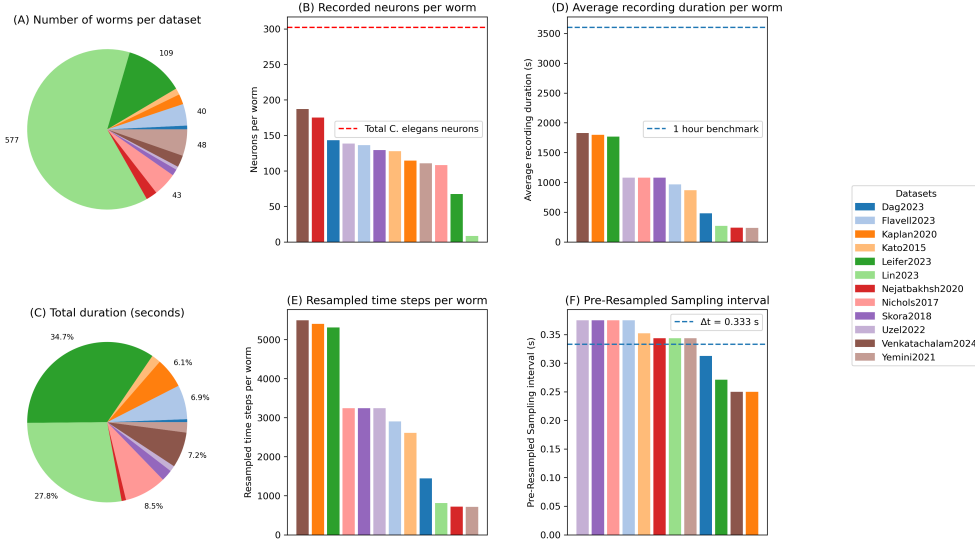 (A) Number of worms per dataset
109
40
577
48
43
(B) Recorded neurons per worm
Neurons per worm
300
250
200
150
100
50
0
Total C. elegans neurons
(D) Average recording duration per worm
Average recording duration (s)
3500
3000
2500
2000
1500
1000
500
0
1 hour benchmark
(C) Total duration (seconds)
34.7%
6.1%
6.9%
7.2%
27.8%
8.5%
(E) Resampled time steps per worm
Resampled time steps per worm
5000
4000
3000
2000
1000
0
(F) Pre-Resampled Sampling interval
Pre-Resampled Sampling interval (s)
0.35
0.30
0.25
0.20
0.15
0.10
0.05
0.00
Δt = 0.333 s
Datasets
Dag2023
Flavell2023
Kaplan2020
Kato2015
Leifer2023
Lin2023
Nejatbakhsh2020
Nichols2017
Skora2018
Uzel2022
Venkatachalam2024
Yemini2021